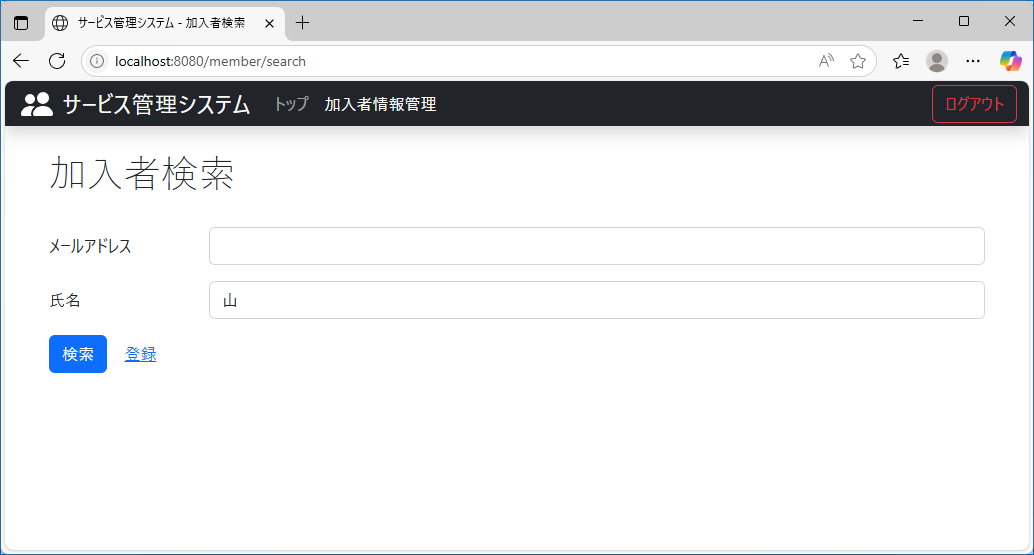 サービス管理システム - 加入者検索
localhost:8080/member/search
サービス管理システム トップ 加入者情報管理 ログアウト
加入者検索
メールアドレス
氏名 山
検索 登録